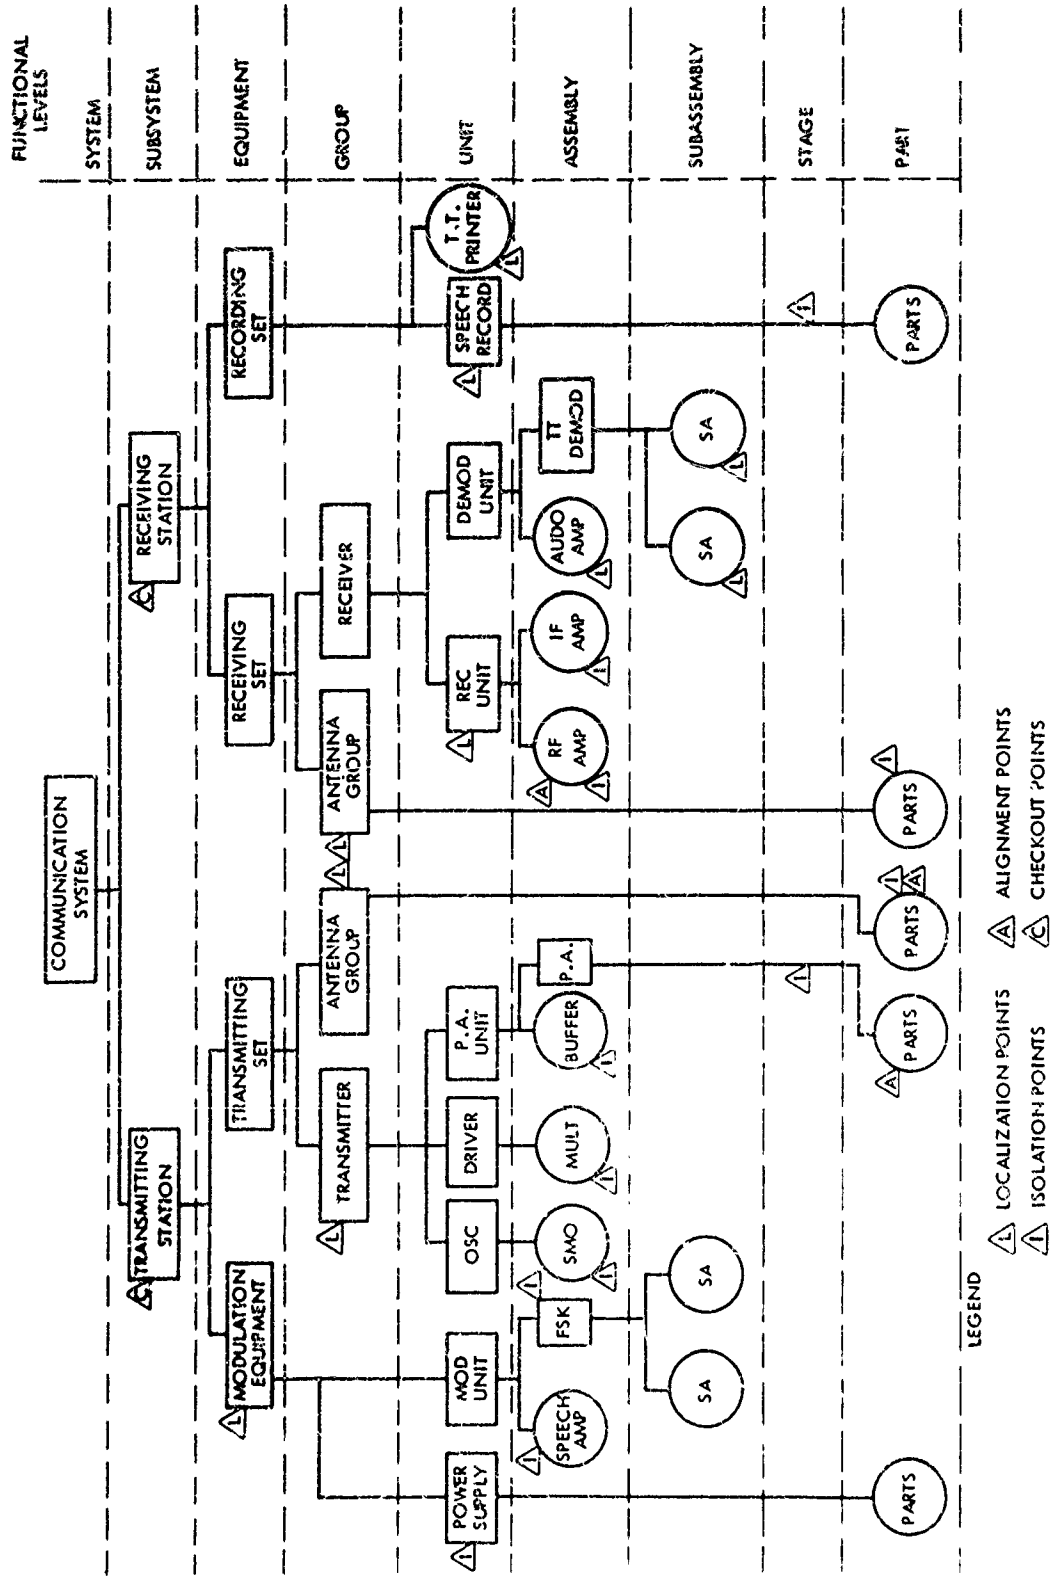 FUNCTIONAL
LEVELS
SYSTEM
COMMUNICATION
SYSTEM
SUBSYSTEM
C
TRANSMITTING
STATION
C
RECEIVING
STATION
EQUIPMENT
L
MODULATION
EQUIPMENT
TRANSMITTING
SET
RECEIVING
SET
RECORDING
SET
GROUP
L
TRANSMITTER
ANTENNA
GROUP
L
L
ANTENNA
GROUP
RECEIVER
UNIT
I
POWER
SUPPLY
MOD
UNIT
OSC
DRIVER
P.A.
UNIT
L
REC
UNIT
DEMOD
UNIT
L
SPEECH
RECORD
T.T.
PRINTER
L
ASSEMBLY
I
SPEECH
AMP
FSK
I
SMO
I
MULT
I
BUFFER
I
P.A.
A
RF
AMP
I
IF
AMP
I
AUDO
AMP
L
TT
DEMOD
SUBASSEMBLY
SA
SA
SA
L
SA
L
STAGE
I
I
PART
PARTS
A
PARTS
PARTS
I
A
PARTS
I
PARTS
LEGEND
L LOCALIZATION POINTS
I ISOLATION POINTS
A ALIGNMENT POINTS
C CHECKOUT POINTS